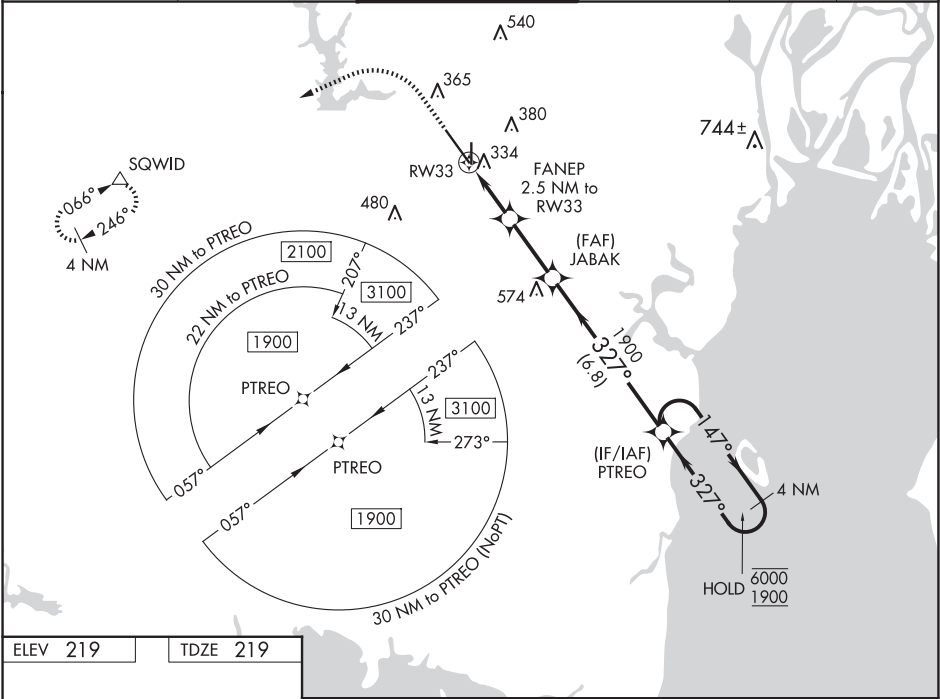 540
365
380
744±
334
RW33
FANEP
2.5 NM to
RW33
SQWID
066°
246°
4 NM
480
(FAF)
JABAK
574
30 NM to PTREO
2100
207°
22 NM to PTREO
3100
13 NM
237°
1900
PTREO
057°
1900
327°
(6.8)
237°
13 NM
3100
273°
PTREO
057°
1900
30 NM to PTREO (NoPT)
(IF/IAF)
PTREO
147°
327°
4 NM
HOLD
6000
1900
ELEV 219
TDZE 219